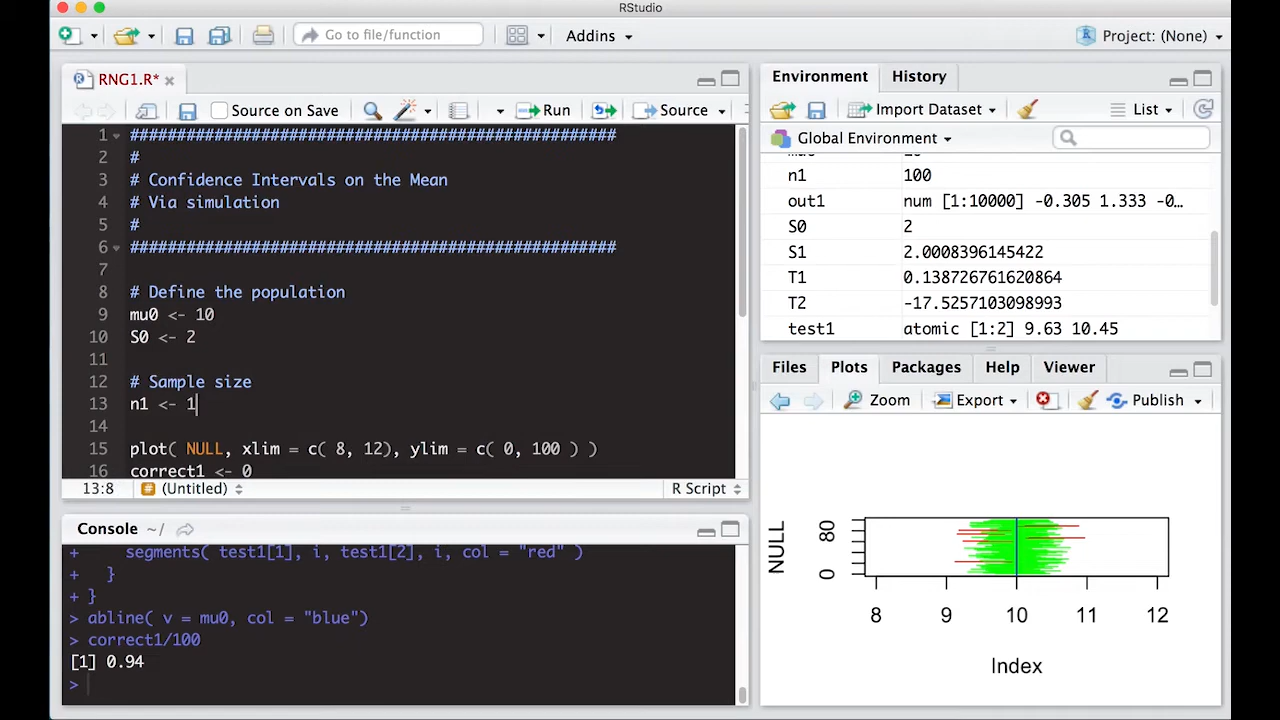 RStudio
Go to file/function
Addins
Project: (None)
RNG1.R*
Source on Save
Run
Source
1 ####################################################
2 #
3 # Confidence Intervals on the Mean
4 # Via simulation
5 #
6 ####################################################
7
8 # Define the population
9 mu0 <- 10
10 S0 <- 2
11
12 # Sample size
13 n1 <- 1
14
15 plot( NULL, xlim = c( 8, 12), ylim = c( 0, 100 ) )
16 correct1 <- 0
13:8
(Untitled)
R Script
Console ~/
+ segments( test1[1], i, test1[2], i, col = "red" )
+ }
+ }
> abline( v = mu0, col = "blue")
> correct1/100
[1] 0.94
>
Environment
History
Import Dataset
List
Global Environment
n1 100
out1 num [1:10000] -0.305 1.333 -0…
S0 2
S1 2.0008396145422
T1 0.138726761620864
T2 -17.5257103098993
test1 atomic [1:2] 9.63 10.45
Files
Plots
Packages
Help
Viewer
Zoom
Export
Publish
NULL
80
0
8 9 10 11 12
Index